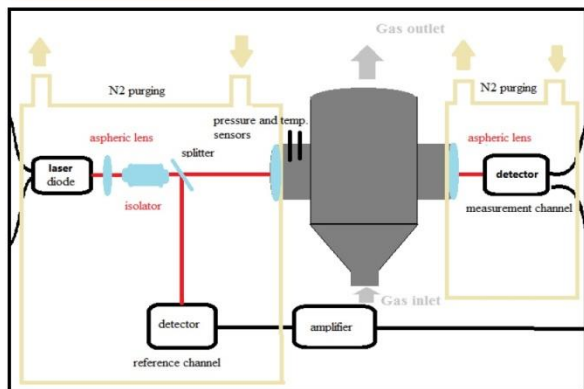 Gas outlet
N2 purging
N2 purging
pressure and temp.
sensors
aspheric lens
splitter
aspheric lens
laser
diode
detector
isolator
measurement channel
Gas inlet
detector
amplifier
reference channel